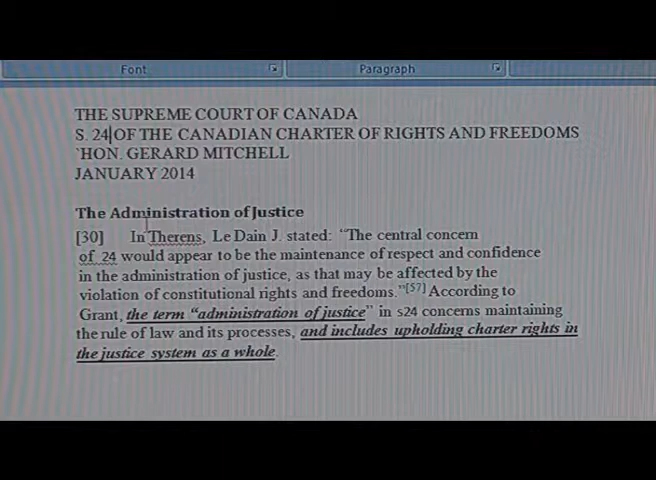 Font
Paragraph
THE SUPREME COURT OF CANADA
S. 24 OF THE CANADIAN CHARTER OF RIGHTS AND FREEDOMS
`HON. GERARD MITCHELL
JANUARY 2014
The Administration of Justice
[30] In Therens, Le Dain J. stated: “The central concern
of 24 would appear to be the maintenance of respect and confidence
in the administration of justice, as that may be affected by the
violation of constitutional rights and freedoms.”[57] According to
Grant, the term “administration of justice” in s24 concerns maintaining
the rule of law and its processes, and includes upholding charter rights in
the justice system as a whole.